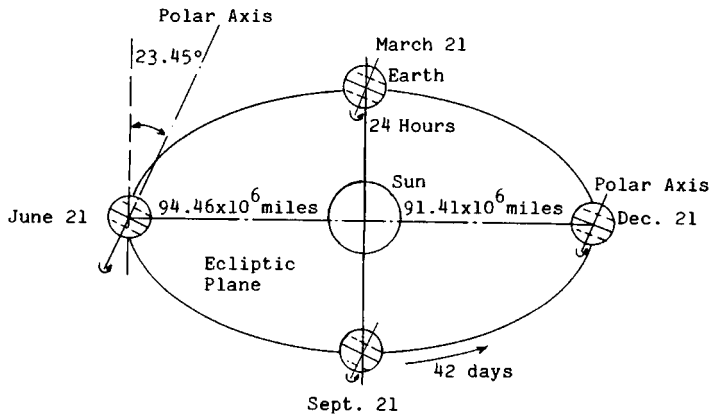 Polar Axis
23.45°
March 21
Earth
24 Hours
Sun
Polar Axis
June 21
94.46x10⁶miles
91.41x10⁶miles
Dec. 21
Ecliptic
Plane
42 days
Sept. 21